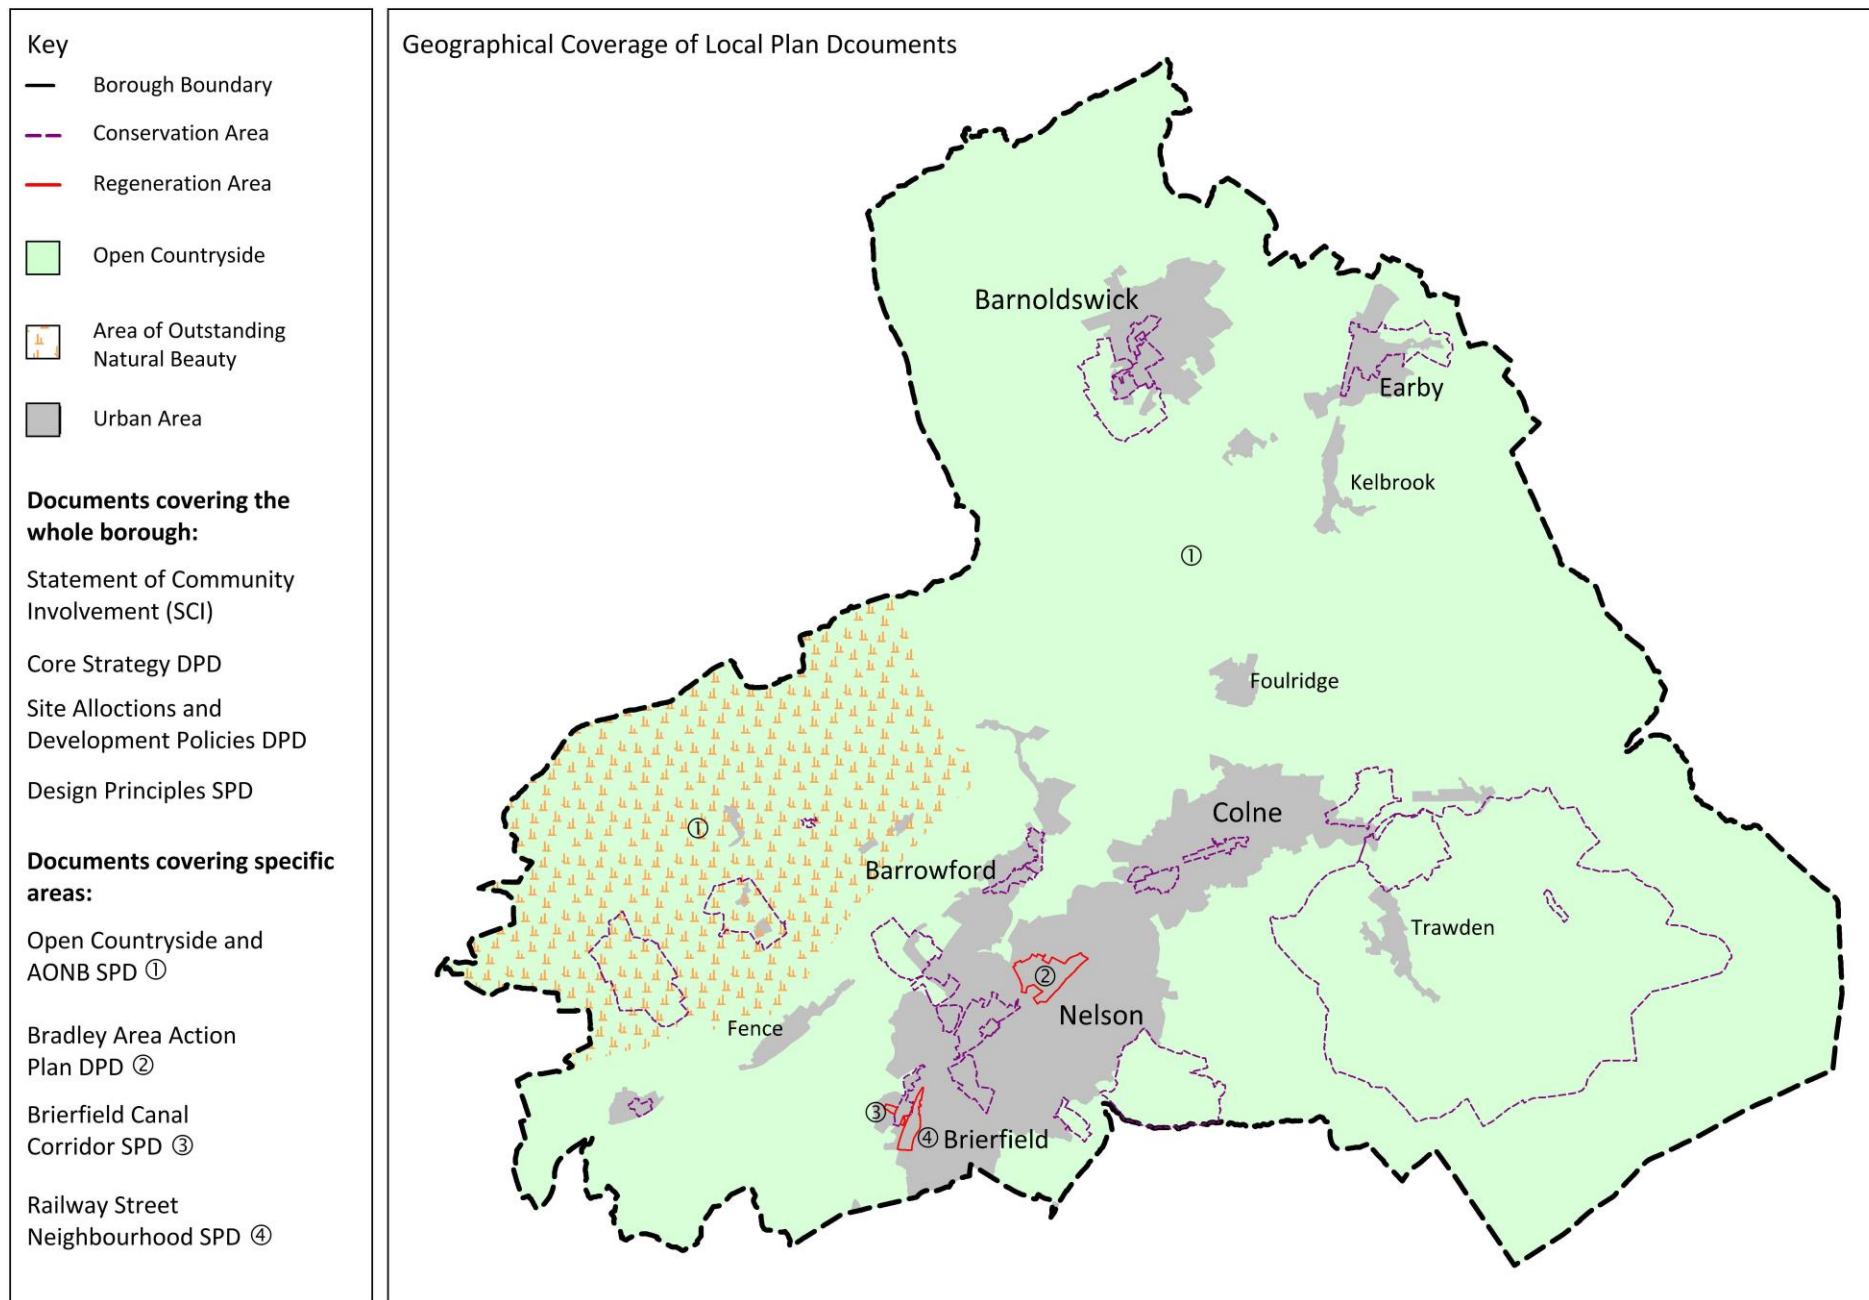 Key
Borough Boundary
Conservation Area
Regeneration Area
Open Countryside
Area of Outstanding
Natural Beauty
Urban Area
Documents covering the
whole borough:
Statement of Community
Involvement (SCI)
Core Strategy DPD
Site Alloctions and
Development Policies DPD
Design Principles SPD
Documents covering specific
areas:
Open Countryside and
AONB SPD ①
Bradley Area Action
Plan DPD ②
Brierfield Canal
Corridor SPD ③
Railway Street
Neighbourhood SPD ④
Geographical Coverage of Local Plan Dcouments
Barnoldswick
Earby
Kelbrook
①
Foulridge
Colne
①
Barrowford
Trawden
②
Nelson
Fence
③
④ Brierfield